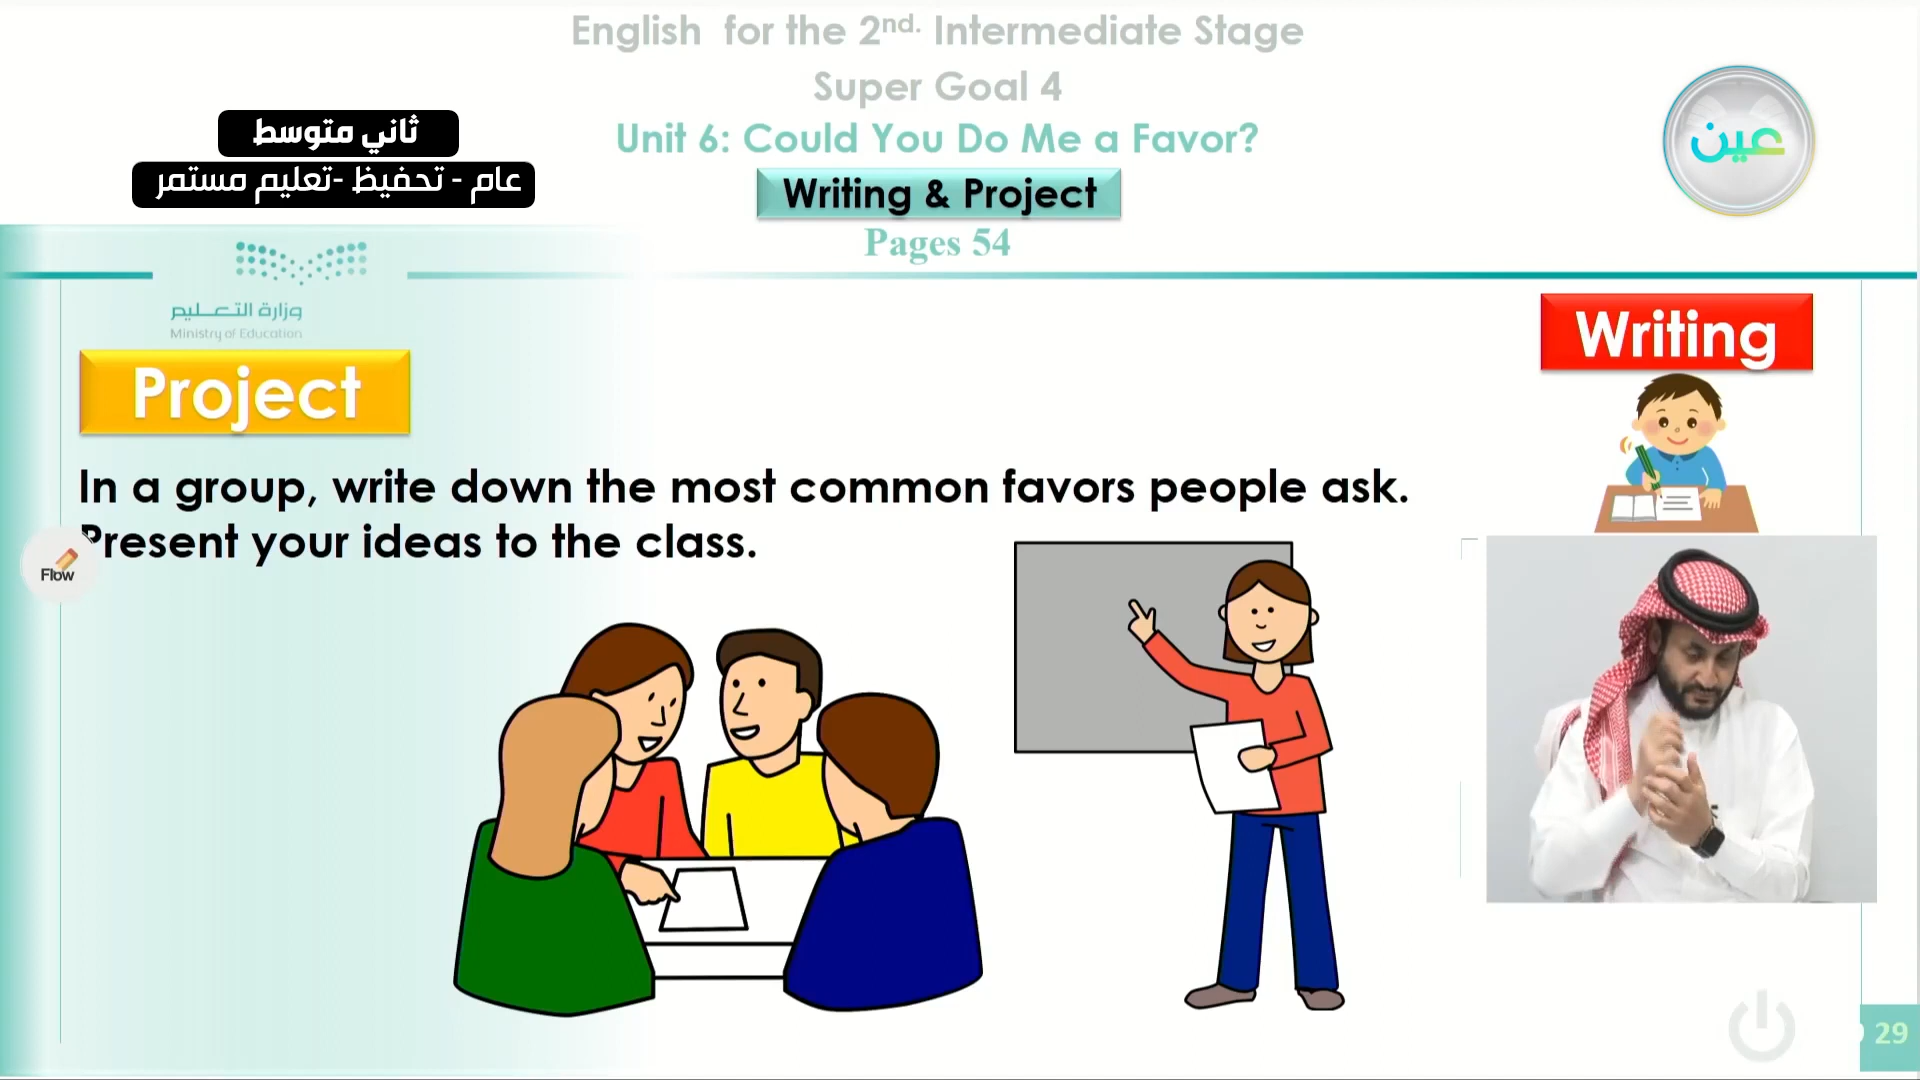 English for the 2nd. Intermediate Stage
Super Goal 4
Unit 6: Could You Do Me a Favor?
Writing & Project
Pages 54
ثاني متوسط
عام - تحفيظ -تعليم مستمر
عين
وزارة التعليم
Ministry of Education
Writing
Project
In a group, write down the most common favors people ask.
Present your ideas to the class.
Flow
29